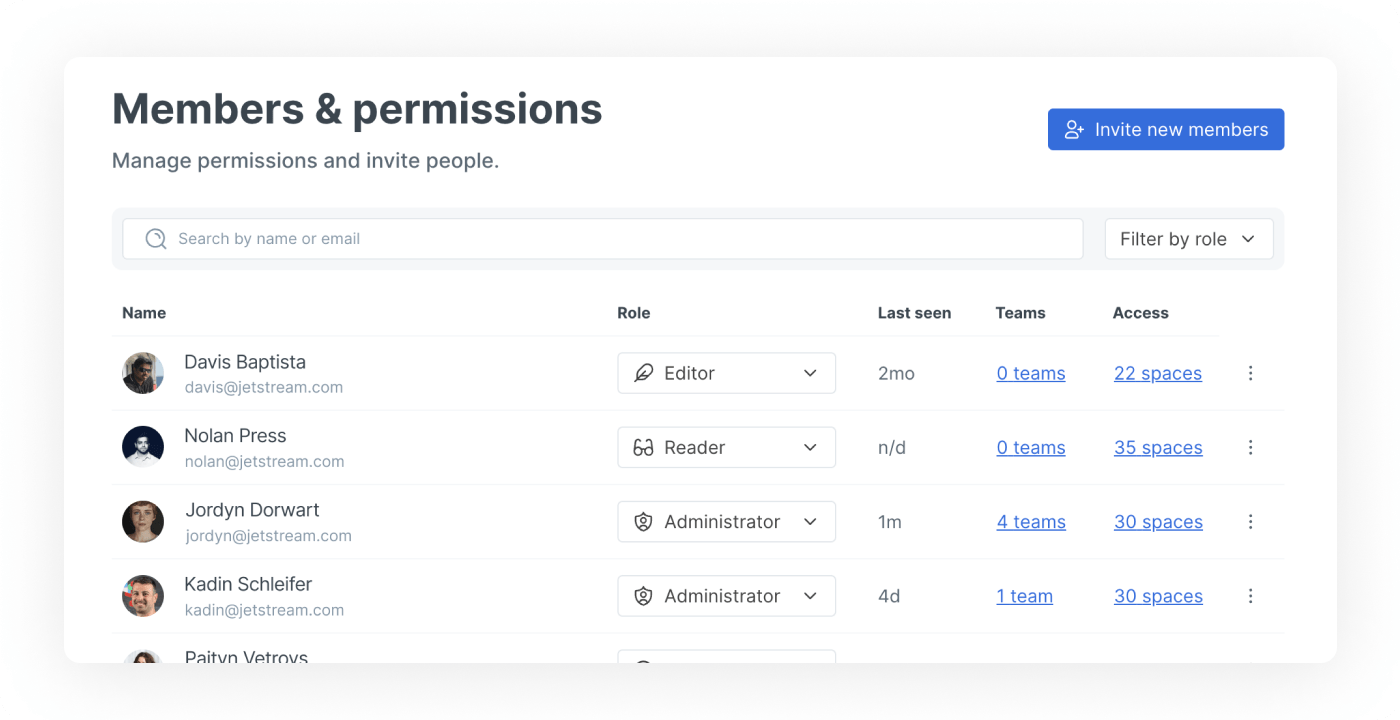 Members & permissions
Manage permissions and invite people.
Invite new members
Search by name or email
Filter by role
Name Role Last seen Teams Access
Davis Baptista
davis@jetstream.com
Editor 2mo 0 teams 22 spaces
Nolan Press
nolan@jetstream.com
Reader n/d 0 teams 35 spaces
Jordyn Dorwart
jordyn@jetstream.com
Administrator 1m 4 teams 30 spaces
Kadin Schleifer
kadin@jetstream.com
Administrator 4d 1 team 30 spaces
Paityn Vetrovs